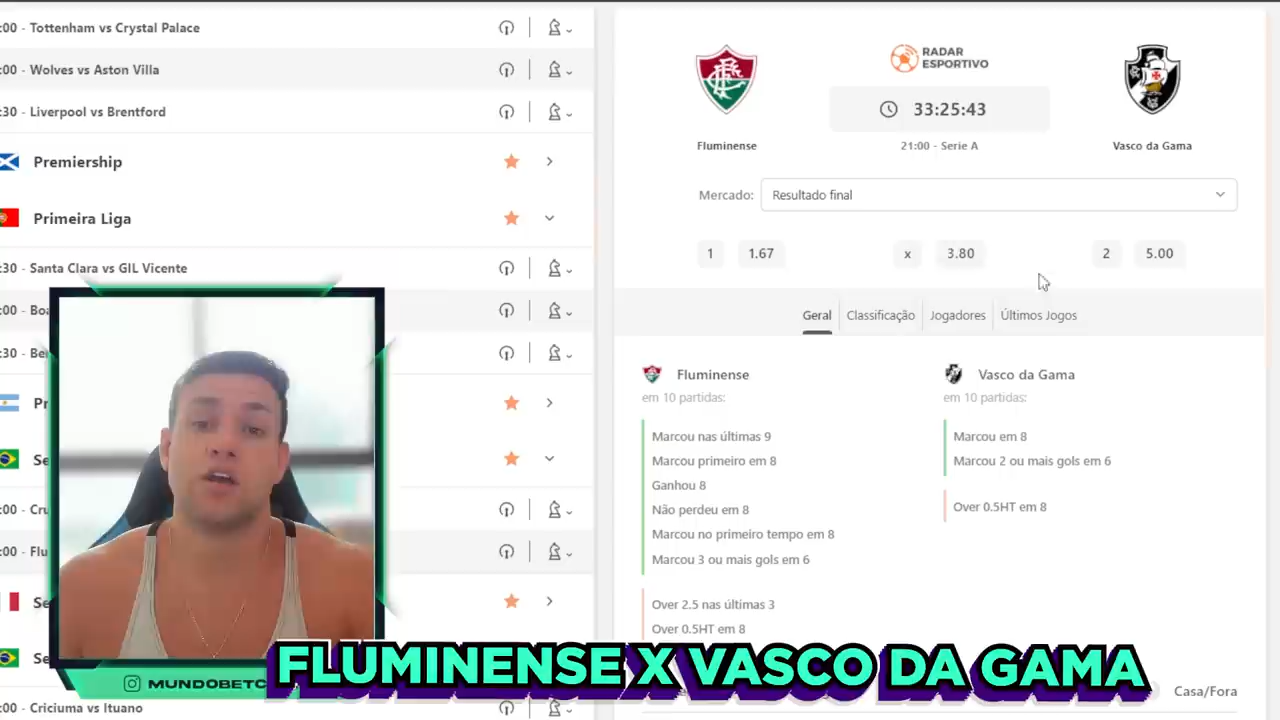 :00 - Tottenham vs Crystal Palace
:00 - Wolves vs Aston Villa
:30 - Liverpool vs Brentford
Premiership
Primeira Liga
:30 - Santa Clara vs GIL Vicente
:00 - Boa
:30 - Be
Pr
Se
:00 - Cru
:00 - Flu
Se
Se
Criciuma vs Ituano
MUNDOBETC
FLUMINENSE X VASCO DA GAMA
RADAR
ESPORTIVO
33:25:43
Fluminense
21:00 - Serie A
Vasco da Gama
Mercado: Resultado final
1 1.67 x 3.80 2 5.00
Geral Classificação Jogadores Últimos Jogos
Fluminense
em 10 partidas:
Marcou nas últimas 9
Marcou primeiro em 8
Ganhou 8
Não perdeu em 8
Marcou no primeiro tempo em 8
Marcou 3 ou mais gols em 6
Over 2.5 nas últimas 3
Over 0.5HT em 8
Vasco da Gama
em 10 partidas:
Marcou em 8
Marcou 2 ou mais gols em 6
Over 0.5HT em 8
Casa/Fora